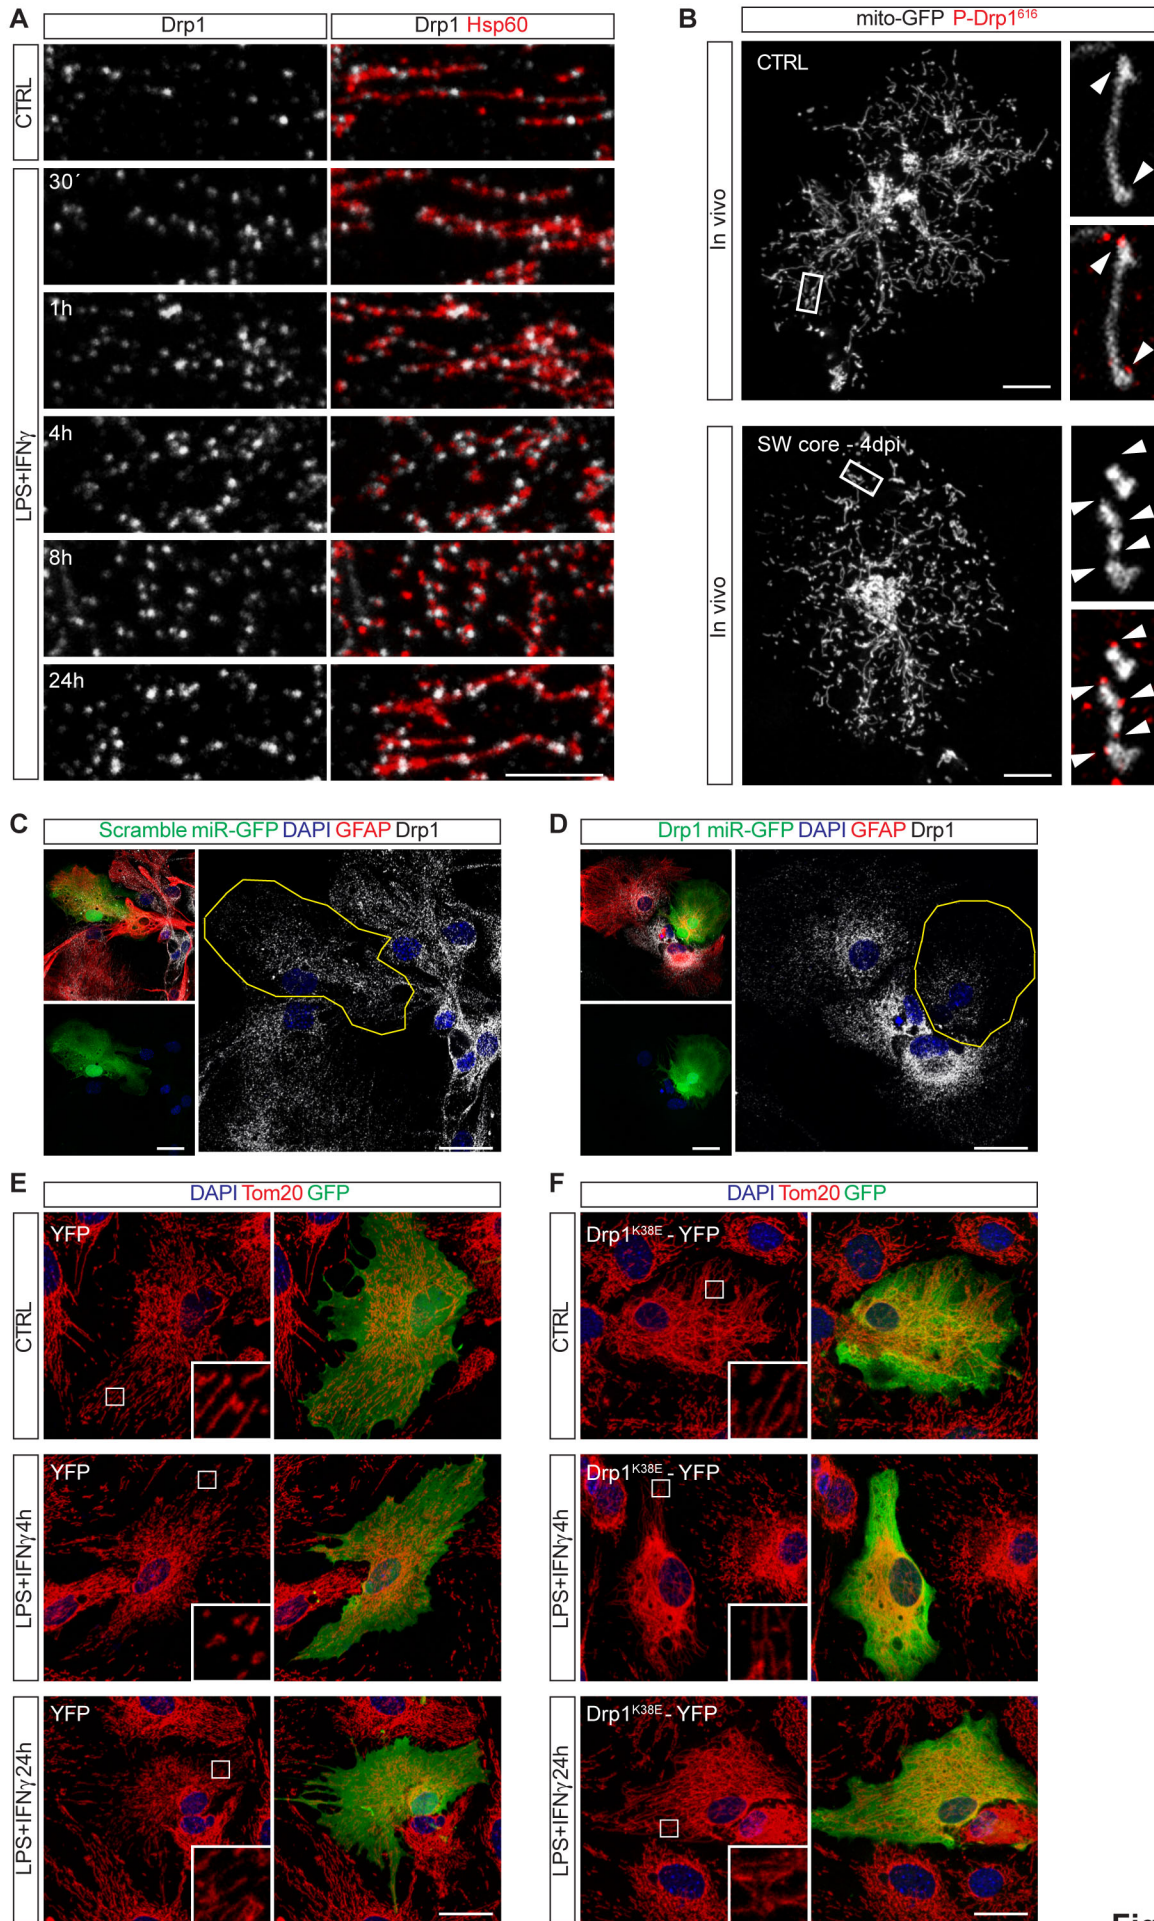 A
Drp1
Drp1 Hsp60
CTRL
LPS+IFNγ
30´
1h
4h
8h
24h
B
mito-GFP P-Drp1⁶¹⁶
In vivo
CTRL
In vivo
SW core - 4dpi
C
Scramble miR-GFP DAPI GFAP Drp1
D
Drp1 miR-GFP DAPI GFAP Drp1
E
DAPI Tom20 GFP
CTRL
YFP
LPS+IFNγ4h
YFP
LPS+IFNγ24h
YFP
F
DAPI Tom20 GFP
CTRL
Drp1ᴷ³⁸ᴱ - YFP
LPS+IFNγ4h
Drp1ᴷ³⁸ᴱ - YFP
LPS+IFNγ24h
Drp1ᴷ³⁸ᴱ - YFP